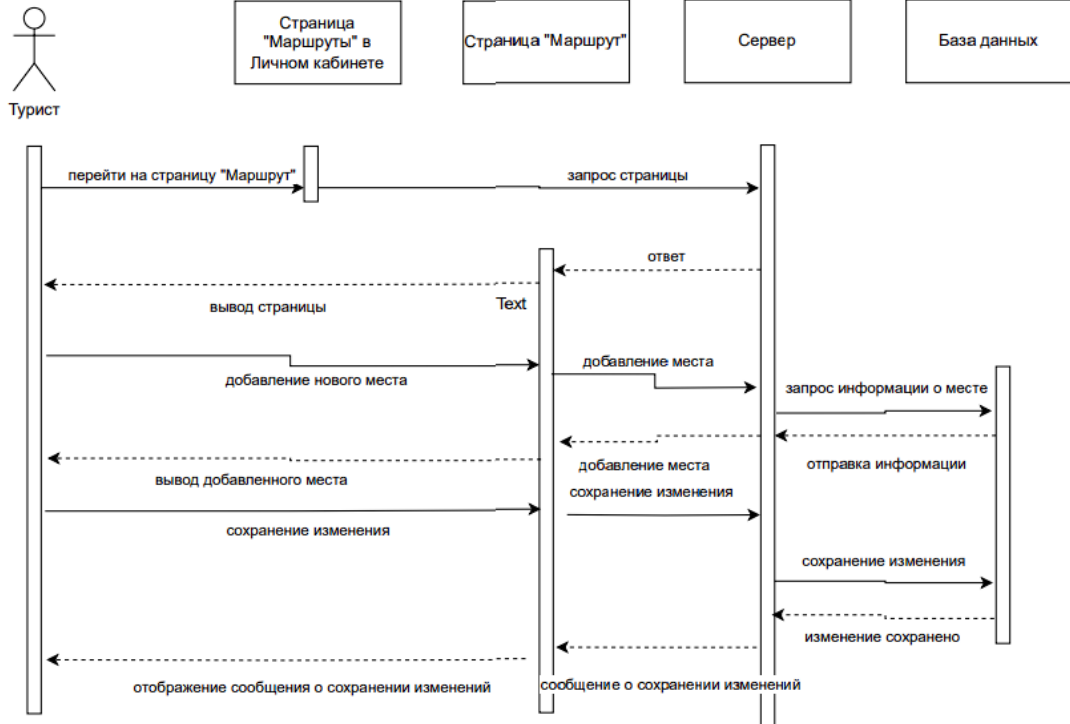 Страница
"Маршруты" в
Личном кабинете
Страница "Маршрут"
Сервер
База данных
Турист
перейти на страницу "Маршрут"
запрос страницы
ответ
вывод страницы
Text
добавление нового места
добавление места
запрос информации о месте
отправка информации
добавление места
вывод добавленного места
сохранение изменения
сохранение изменения
сохранение изменения
изменение сохранено
отображение сообщения о сохранении изменений
сообщение о сохранении изменений